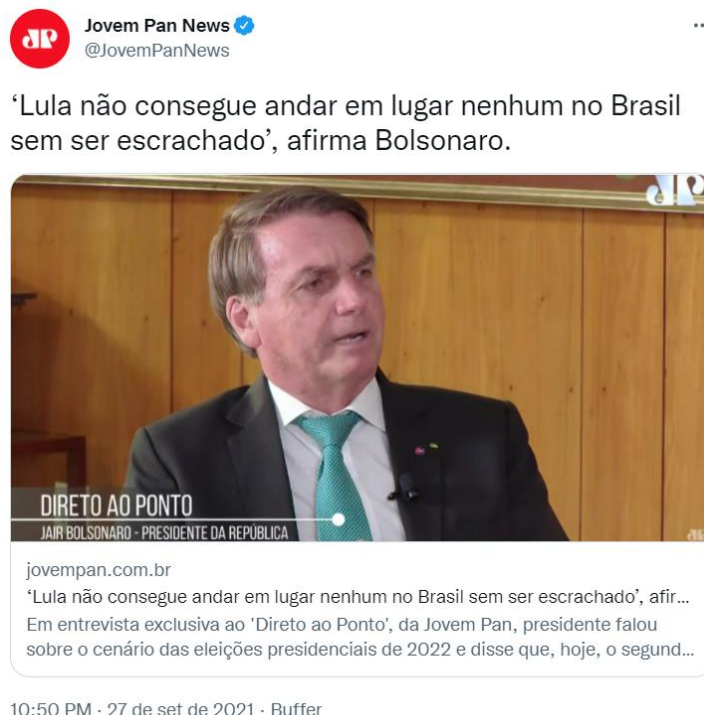 Jovem Pan News
@JovemPanNews
‘Lula não consegue andar em lugar nenhum no Brasil
sem ser escrachado’, afirma Bolsonaro.
JP
DIRETO AO PONTO
JAIR BOLSONARO - PRESIDENTE DA REPÚBLICA
jovempan.com.br
‘Lula não consegue andar em lugar nenhum no Brasil sem ser escrachado’, afir...
Em entrevista exclusiva ao 'Direto ao Ponto', da Jovem Pan, presidente falou
sobre o cenário das eleições presidenciais de 2022 e disse que, hoje, o segund...
10:50 PM · 27 de set de 2021 · Buffer